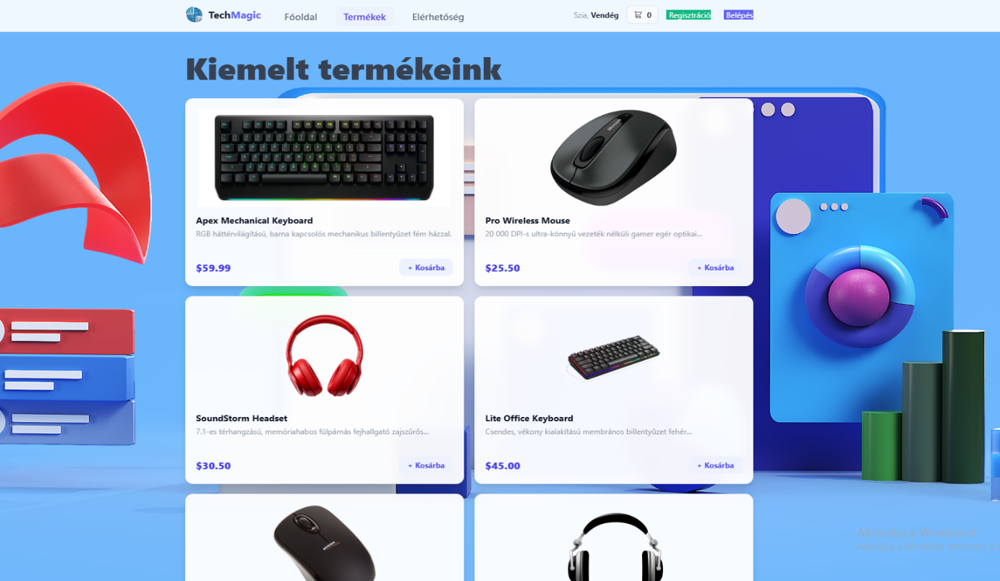 TechMagic Főoldal Termékek Elérhetőség Szia, Vendég 0 Regisztráció Belépés
Kiemelt termékeink
Apex Mechanical Keyboard
RGB háttérvilágítású, barna kapcsolós mechanikus billentyűzet fém házzal.
$59.99 + Kosárba
Pro Wireless Mouse
20 000 DPI-s ultra-könnyű vezeték nélküli gamer egér optikai...
$25.50 + Kosárba
SoundStorm Headset
7.1-es térhangzású, memóriahabos fülpárnás fejhallgató zajszűrős...
$30.50 + Kosárba
Lite Office Keyboard
Csendes, vékony kialakítású membrános billentyűzet fehér...
$45.00 + Kosárba
Aktiválja a Windowst
Aktiválja a Windows rendszert a